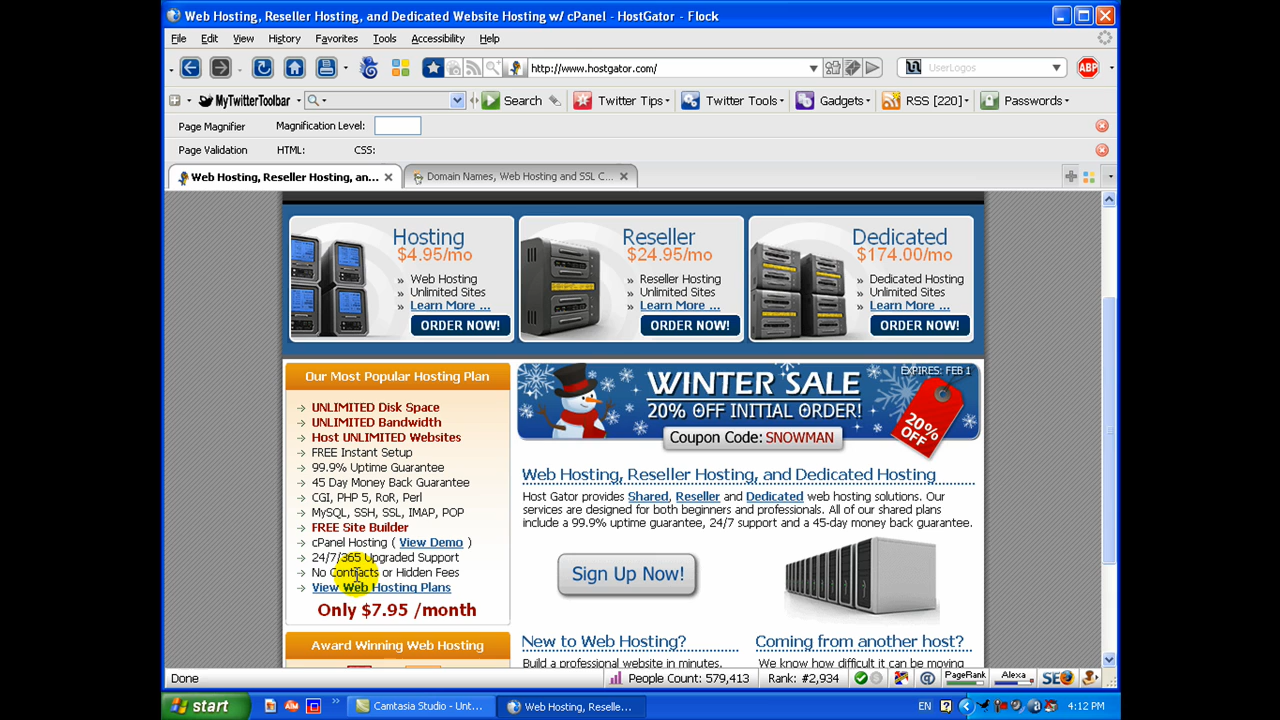 Web Hosting, Reseller Hosting, and Dedicated Website Hosting w/ cPanel - HostGator - Flock
File Edit View History Favorites Tools Accessibility Help
http://www.hostgator.com/ UserLogos ABP
MyTwitterToolbar Search Twitter Tips Twitter Tools Gadgets RSS [220] Passwords
Page Magnifier Magnification Level:
Page Validation HTML: CSS:
Web Hosting, Reseller Hosting, an... Domain Names, Web Hosting and SSL C...
Hosting
$4.95/mo
» Web Hosting
» Unlimited Sites
» Learn More ...
ORDER NOW!
Reseller
$24.95/mo
» Reseller Hosting
» Unlimited Sites
» Learn More ...
ORDER NOW!
Dedicated
$174.00/mo
» Dedicated Hosting
» Unlimited Sites
» Learn More ...
ORDER NOW!
Our Most Popular Hosting Plan
UNLIMITED Disk Space
UNLIMITED Bandwidth
Host UNLIMITED Websites
FREE Instant Setup
99.9% Uptime Guarantee
45 Day Money Back Guarantee
CGI, PHP 5, RoR, Perl
MySQL, SSH, SSL, IMAP, POP
FREE Site Builder
cPanel Hosting ( View Demo )
24/7/365 Upgraded Support
No Contracts or Hidden Fees
View Web Hosting Plans
Only $7.95 /month
Award Winning Web Hosting
EXPIRES: FEB 1
WINTER SALE
20% OFF INITIAL ORDER!
Coupon Code: SNOWMAN
20%
OFF
Web Hosting, Reseller Hosting, and Dedicated Hosting
Host Gator provides Shared, Reseller and Dedicated web hosting solutions. Our
services are designed for both beginners and professionals. All of our shared plans
include a 99.9% uptime guarantee, 24/7 support and a 45-day money back guarantee.
Sign Up Now!
New to Web Hosting?
Build a professional website in minutes.
Coming from another host?
We know how difficult it can be moving
Done People Count: 579,413 Rank: #2,934 PageRank Alexa SEO
start Camtasia Studio - Unt... Web Hosting, Reselle... EN 4:12 PM